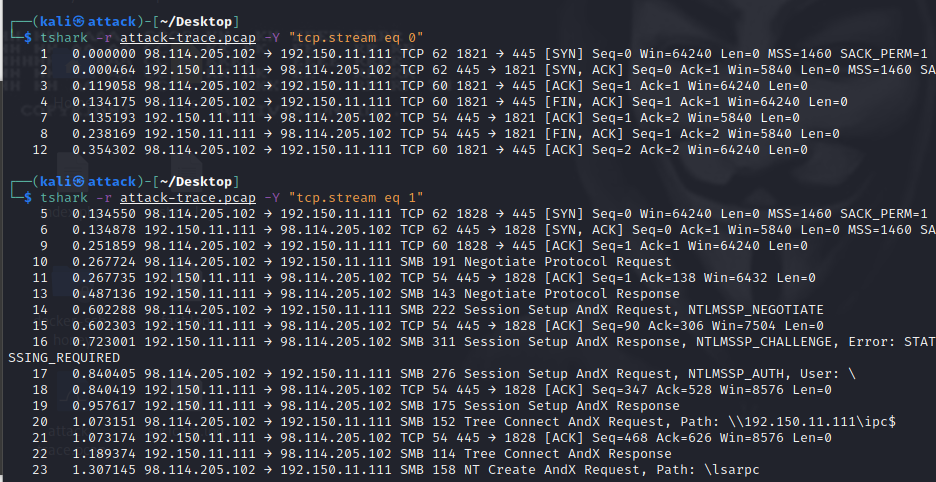 ┌──(kali㉿attack)-[~/Desktop]
└─$ tshark -r attack-trace.pcap -Y "tcp.stream eq 0"
1 0.000000 98.114.205.102 → 192.150.11.111 TCP 62 1821 → 445 [SYN] Seq=0 Win=64240 Len=0 MSS=1460 SACK_PERM=1
2 0.000464 192.150.11.111 → 98.114.205.102 TCP 62 445 → 1821 [SYN, ACK] Seq=0 Ack=1 Win=5840 Len=0 MSS=1460 SA
3 0.119058 98.114.205.102 → 192.150.11.111 TCP 60 1821 → 445 [ACK] Seq=1 Ack=1 Win=64240 Len=0
4 0.134175 98.114.205.102 → 192.150.11.111 TCP 60 1821 → 445 [FIN, ACK] Seq=1 Ack=1 Win=64240 Len=0
7 0.135193 192.150.11.111 → 98.114.205.102 TCP 54 445 → 1821 [ACK] Seq=1 Ack=2 Win=5840 Len=0
8 0.238169 192.150.11.111 → 98.114.205.102 TCP 54 445 → 1821 [FIN, ACK] Seq=1 Ack=2 Win=5840 Len=0
12 0.354302 98.114.205.102 → 192.150.11.111 TCP 60 1821 → 445 [ACK] Seq=2 Ack=2 Win=64240 Len=0
┌──(kali㉿attack)-[~/Desktop]
└─$ tshark -r attack-trace.pcap -Y "tcp.stream eq 1"
5 0.134550 98.114.205.102 → 192.150.11.111 TCP 62 1828 → 445 [SYN] Seq=0 Win=64240 Len=0 MSS=1460 SACK_PERM=1
6 0.134878 192.150.11.111 → 98.114.205.102 TCP 62 445 → 1828 [SYN, ACK] Seq=0 Ack=1 Win=5840 Len=0 MSS=1460 SA
9 0.251859 98.114.205.102 → 192.150.11.111 TCP 60 1828 → 445 [ACK] Seq=1 Ack=1 Win=64240 Len=0
10 0.267724 98.114.205.102 → 192.150.11.111 SMB 191 Negotiate Protocol Request
11 0.267735 192.150.11.111 → 98.114.205.102 TCP 54 445 → 1828 [ACK] Seq=1 Ack=138 Win=6432 Len=0
13 0.487136 192.150.11.111 → 98.114.205.102 SMB 143 Negotiate Protocol Response
14 0.602288 98.114.205.102 → 192.150.11.111 SMB 222 Session Setup AndX Request, NTLMSSP_NEGOTIATE
15 0.602303 192.150.11.111 → 98.114.205.102 TCP 54 445 → 1828 [ACK] Seq=90 Ack=306 Win=7504 Len=0
16 0.723001 192.150.11.111 → 98.114.205.102 SMB 311 Session Setup AndX Response, NTLMSSP_CHALLENGE, Error: STAT
SSING_REQUIRED
17 0.840405 98.114.205.102 → 192.150.11.111 SMB 276 Session Setup AndX Request, NTLMSSP_AUTH, User: \
18 0.840419 192.150.11.111 → 98.114.205.102 TCP 54 445 → 1828 [ACK] Seq=347 Ack=528 Win=8576 Len=0
19 0.957617 192.150.11.111 → 98.114.205.102 SMB 175 Session Setup AndX Response
20 1.073151 98.114.205.102 → 192.150.11.111 SMB 152 Tree Connect AndX Request, Path: \\192.150.11.111\ipc$
21 1.073174 192.150.11.111 → 98.114.205.102 TCP 54 445 → 1828 [ACK] Seq=468 Ack=626 Win=8576 Len=0
22 1.189374 192.150.11.111 → 98.114.205.102 SMB 114 Tree Connect AndX Response
23 1.307145 98.114.205.102 → 192.150.11.111 SMB 158 NT Create AndX Request, Path: \lsarpc